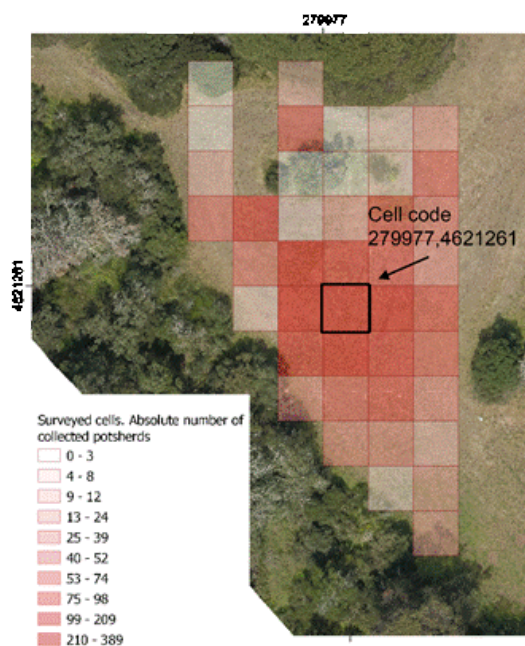 279977
Cell code
279977,4621261
4621261
Surveyed cells. Absolute number of
collected potsherds
0 - 3
4 - 8
9 - 12
13 - 24
25 - 39
40 - 52
53 - 74
75 - 98
99 - 209
210 - 389